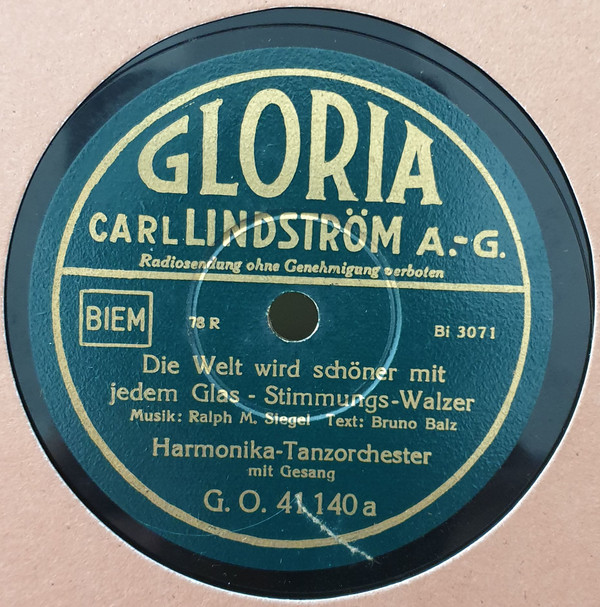 GLORIA
CARL LINDSTRÖM A.-G.
Radiosendung ohne Genehmigung verboten
BIEM 78 R Bi 3071
Die Welt wird schöner mit
jedem Glas - Stimmungs-Walzer
Musik: Ralph M. Siegel Text: Bruno Balz
Harmonika-Tanzorchester
mit Gesang
G. O. 41.140 a